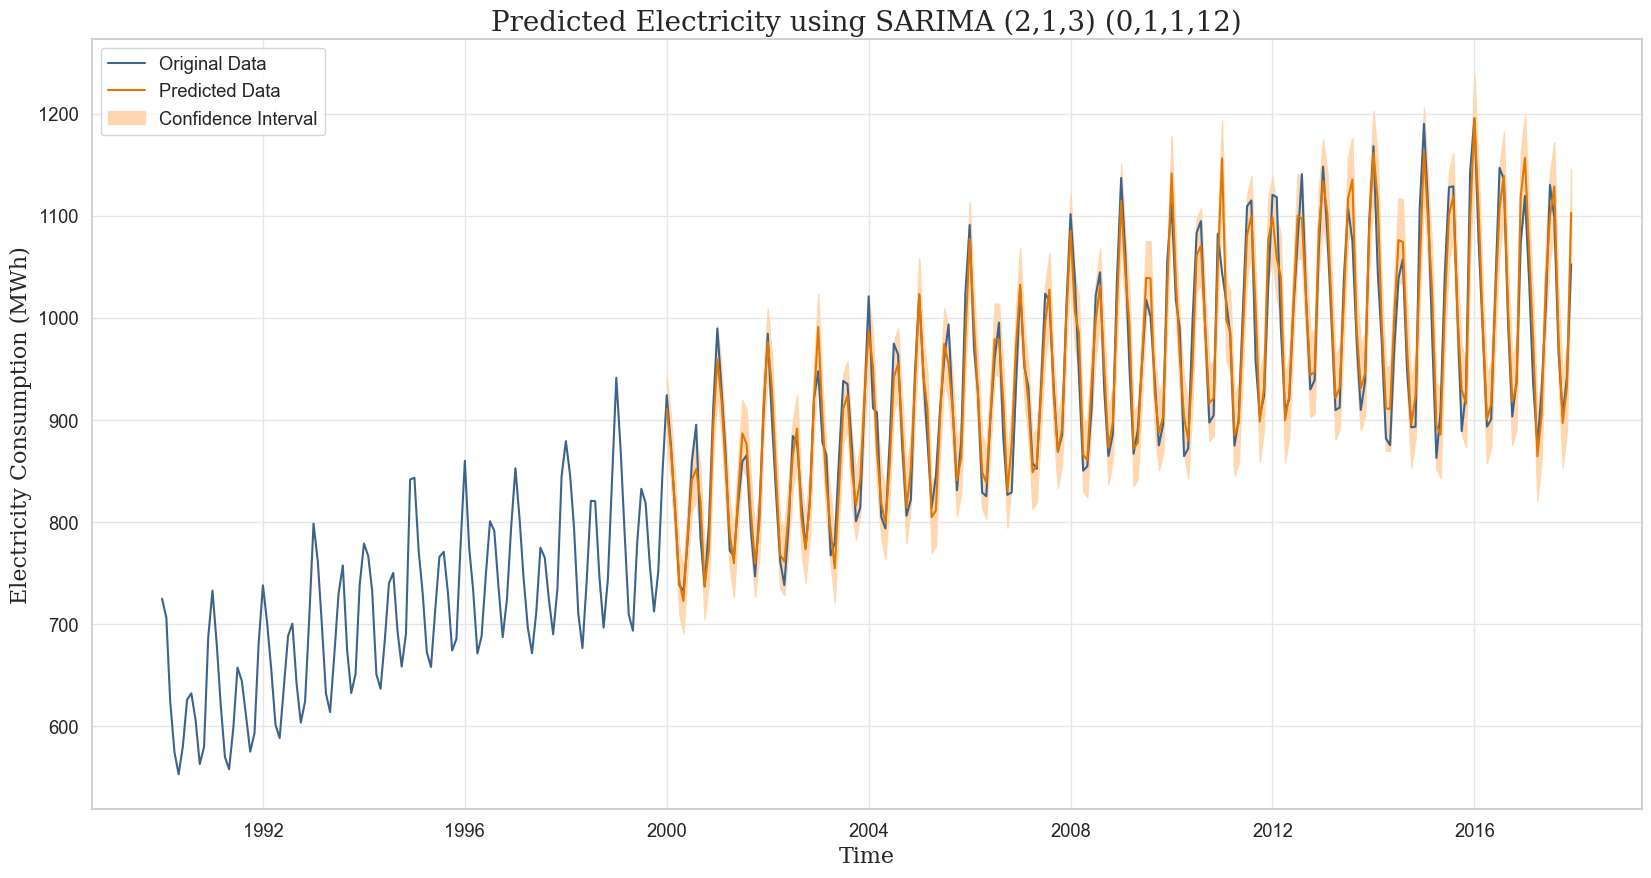 Predicted Electricity using SARIMA (2,1,3) (0,1,1,12)
Original Data
Predicted Data
Confidence Interval
Electricity Consumption (MWh)
1200
1100
1000
900
800
700
600
1992
1996
2000
2004
2008
2012
2016
Time